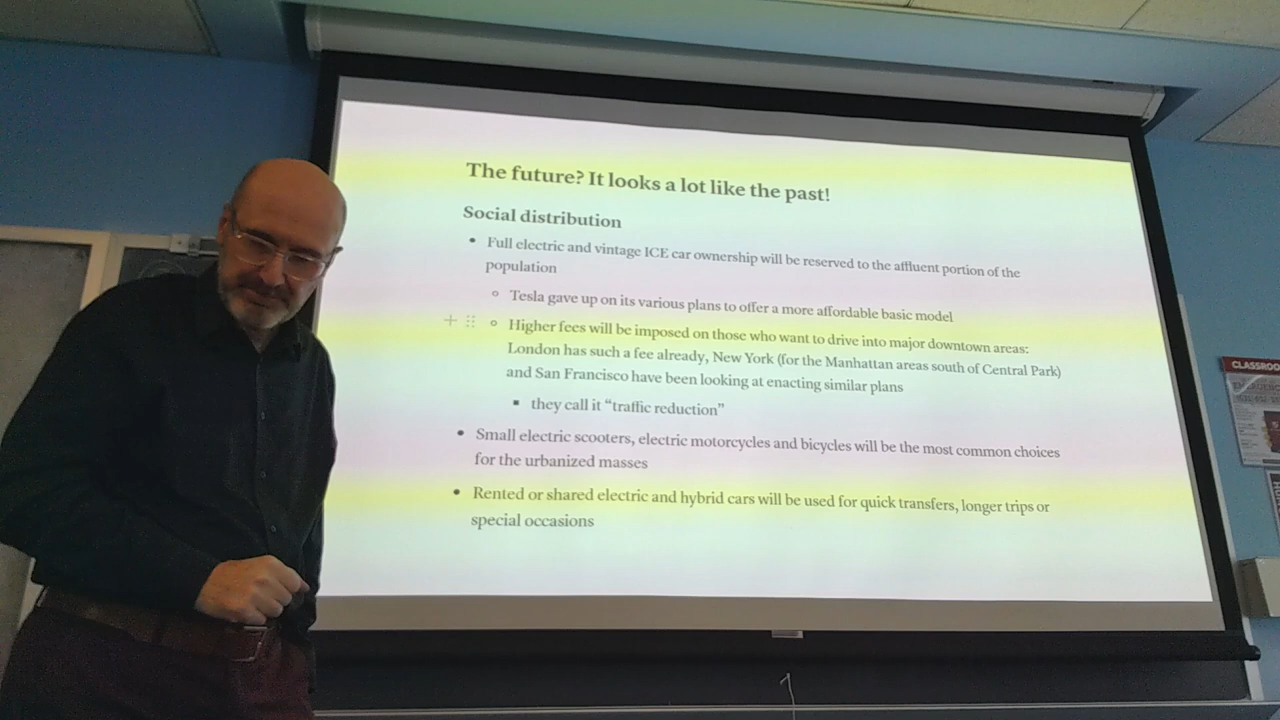 The future? It looks a lot like the past!
Social distribution
• Full electric and vintage ICE car ownership will be reserved to the affluent portion of the
population
◦ Tesla gave up on its various plans to offer a more affordable basic model
◦ Higher fees will be imposed on those who want to drive into major downtown areas:
London has such a fee already, New York (for the Manhattan areas south of Central Park)
and San Francisco have been looking at enacting similar plans
▪ they call it “traffic reduction”
• Small electric scooters, electric motorcycles and bicycles will be the most common choices
for the urbanized masses
• Rented or shared electric and hybrid cars will be used for quick transfers, longer trips or
special occasions